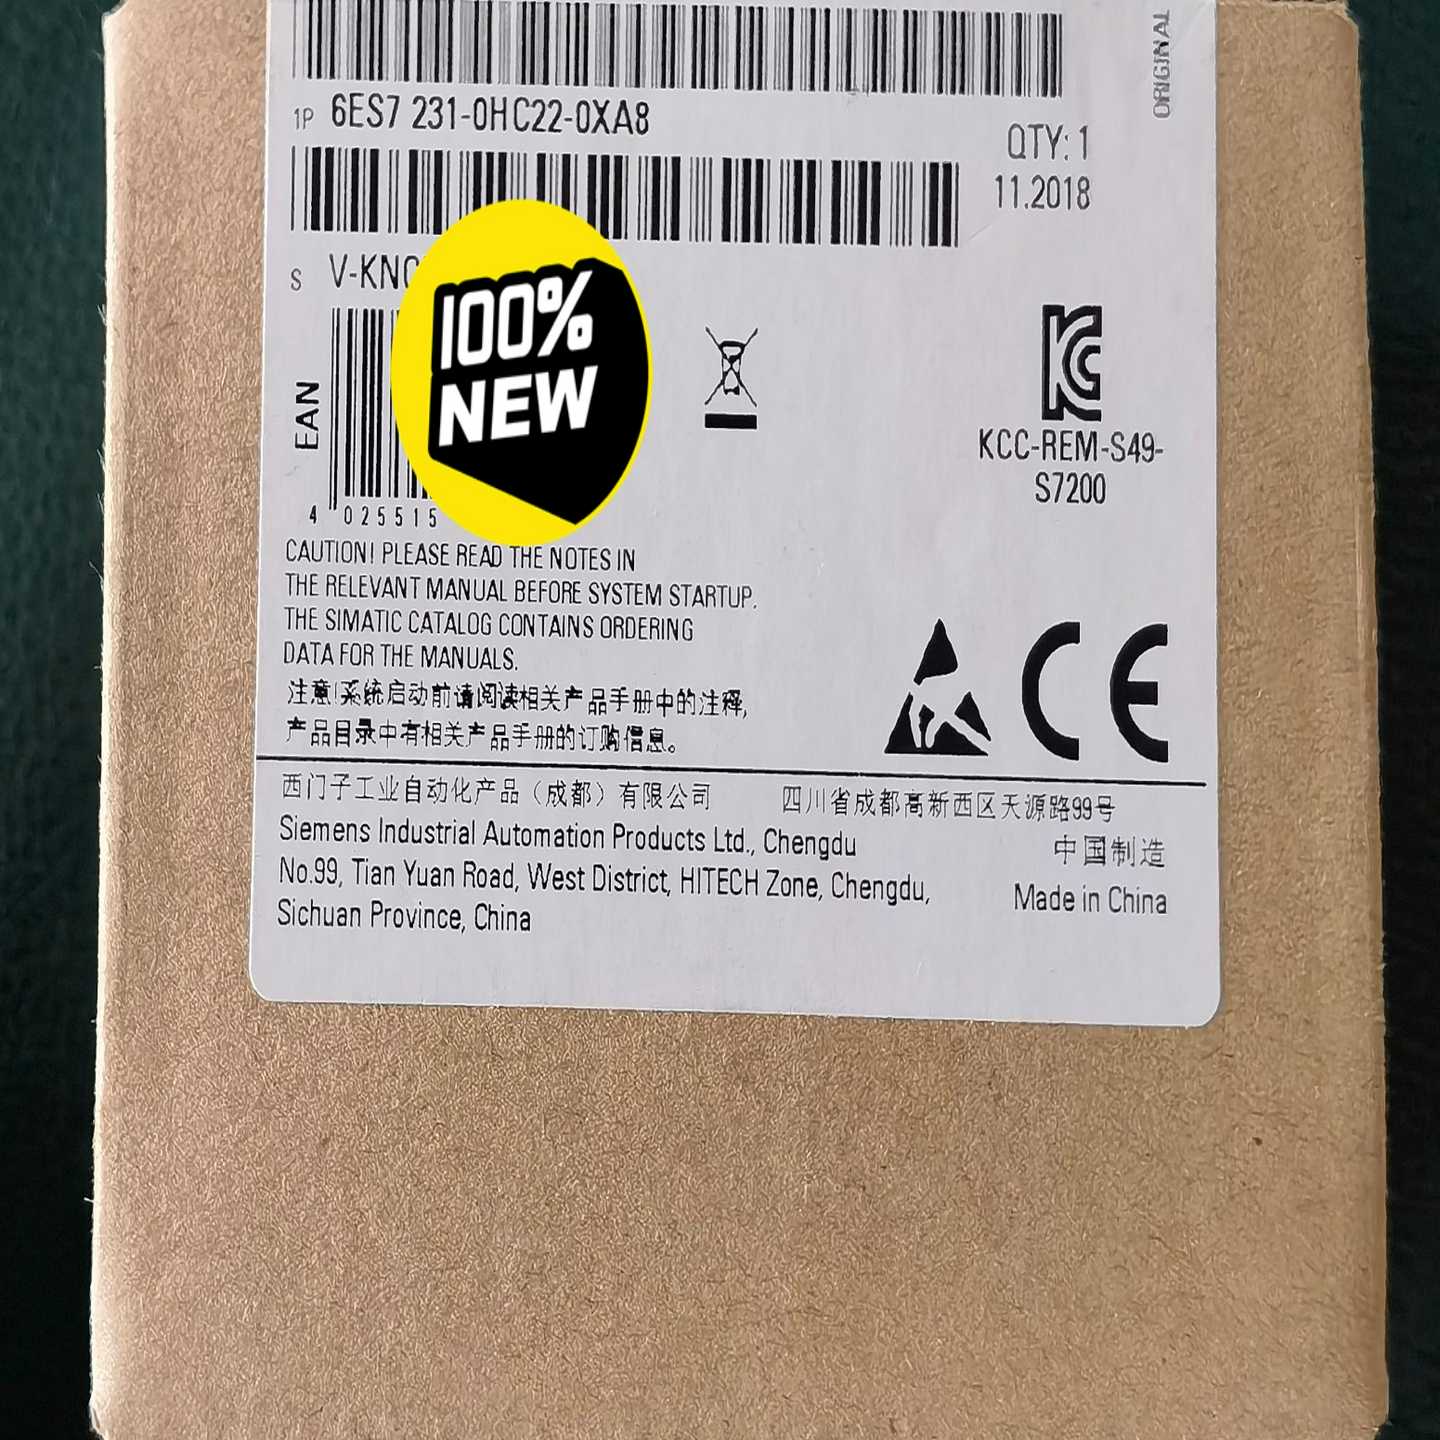 ORIGINAL
1P 6ES7 231-0HC22-0XA8
QTY: 1
11.2018
S
100%
NEW
EAN
4 025515
KCC-REM-S49-
S7200
CAUTION! PLEASE READ THE NOTES IN
THE RELEVANT MANUAL BEFORE SYSTEM STARTUP.
THE SIMATIC CATALOG CONTAINS ORDERING
DATA FOR THE MANUALS.
注意!系统启动前请阅读相关产品手册中的注释,
产品目录中有相关产品手册的订购信息。
CE
西门子工业自动化产品（成都）有限公司
四川省成都高新西区天源路99号
Siemens Industrial Automation Products Ltd., Chengdu
中国制造
No.99, Tian Yuan Road, West District, HITECH Zone, Chengdu,
Made in China
Sichuan Province, China